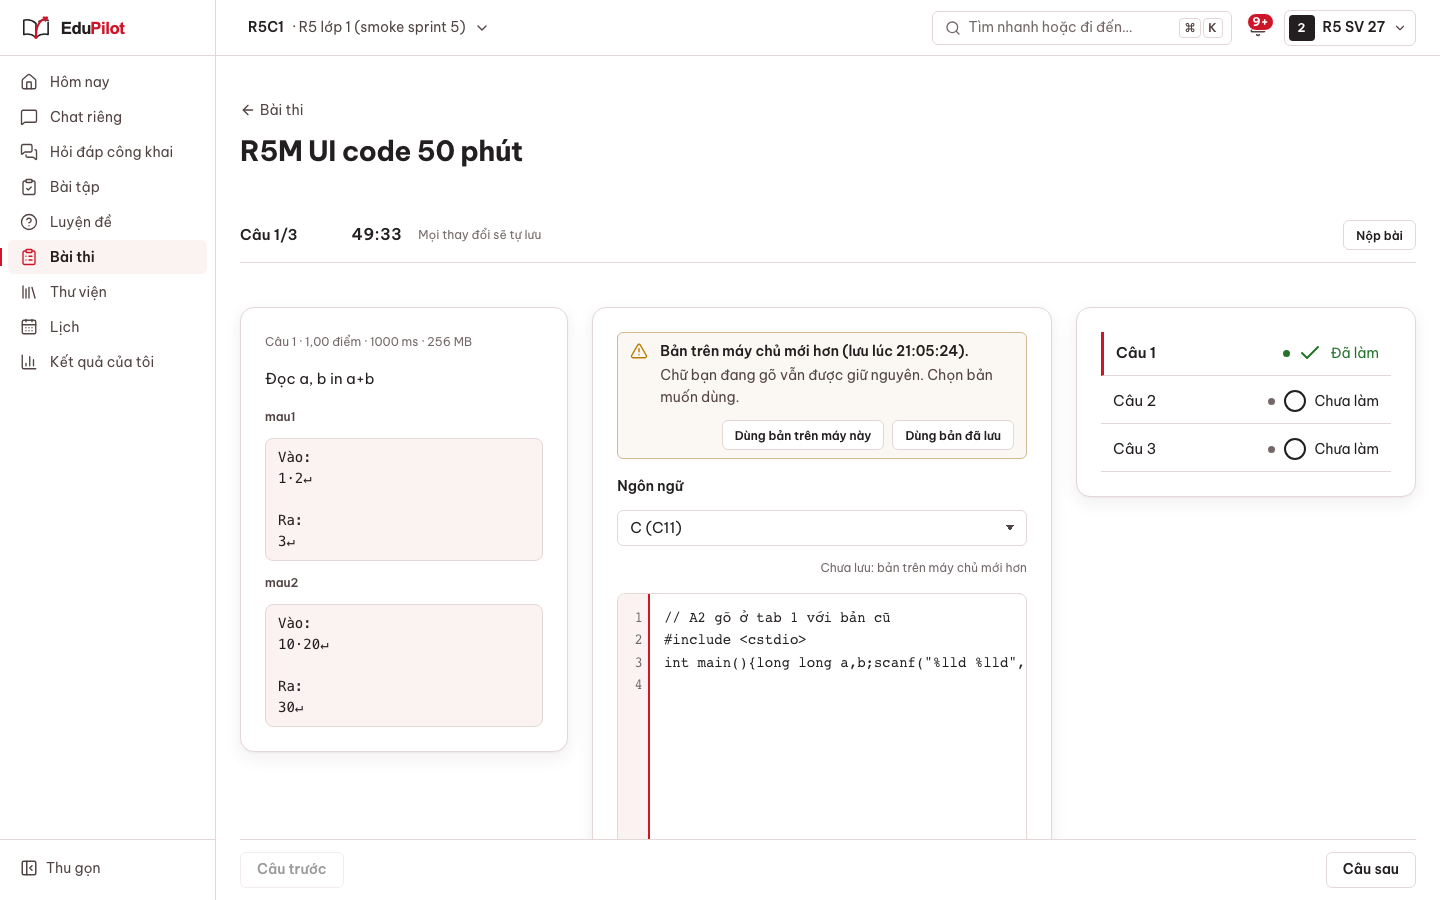 EduPilot
R5C1 · R5 lớp 1 (smoke sprint 5)
Tìm nhanh hoặc đi đến...
⌘ K
9+
2 R5 SV 27
Hôm nay
Chat riêng
Hỏi đáp công khai
Bài tập
Luyện đề
Bài thi
Thư viện
Lịch
Kết quả của tôi
Thu gọn
← Bài thi
R5M UI code 50 phút
Câu 1/3
49:33
Mọi thay đổi sẽ tự lưu
Nộp bài
Câu 1 · 1,00 điểm · 1000 ms · 256 MB
Đọc a, b in a+b
mau1
Vào:
1·2↵
Ra:
3↵
mau2
Vào:
10·20↵
Ra:
30↵
Bản trên máy chủ mới hơn (lưu lúc 21:05:24).
Chữ bạn đang gõ vẫn được giữ nguyên. Chọn bản
muốn dùng.
Dùng bản trên máy này
Dùng bản đã lưu
Ngôn ngữ
C (C11)
Chưa lưu: bản trên máy chủ mới hơn
1 // A2 gõ ở tab 1 với bản cũ
2 #include <cstdio>
3 int main(){long long a,b;scanf("%lld %lld",
4
Câu 1 Đã làm
Câu 2 Chưa làm
Câu 3 Chưa làm
Câu trước
Câu sau